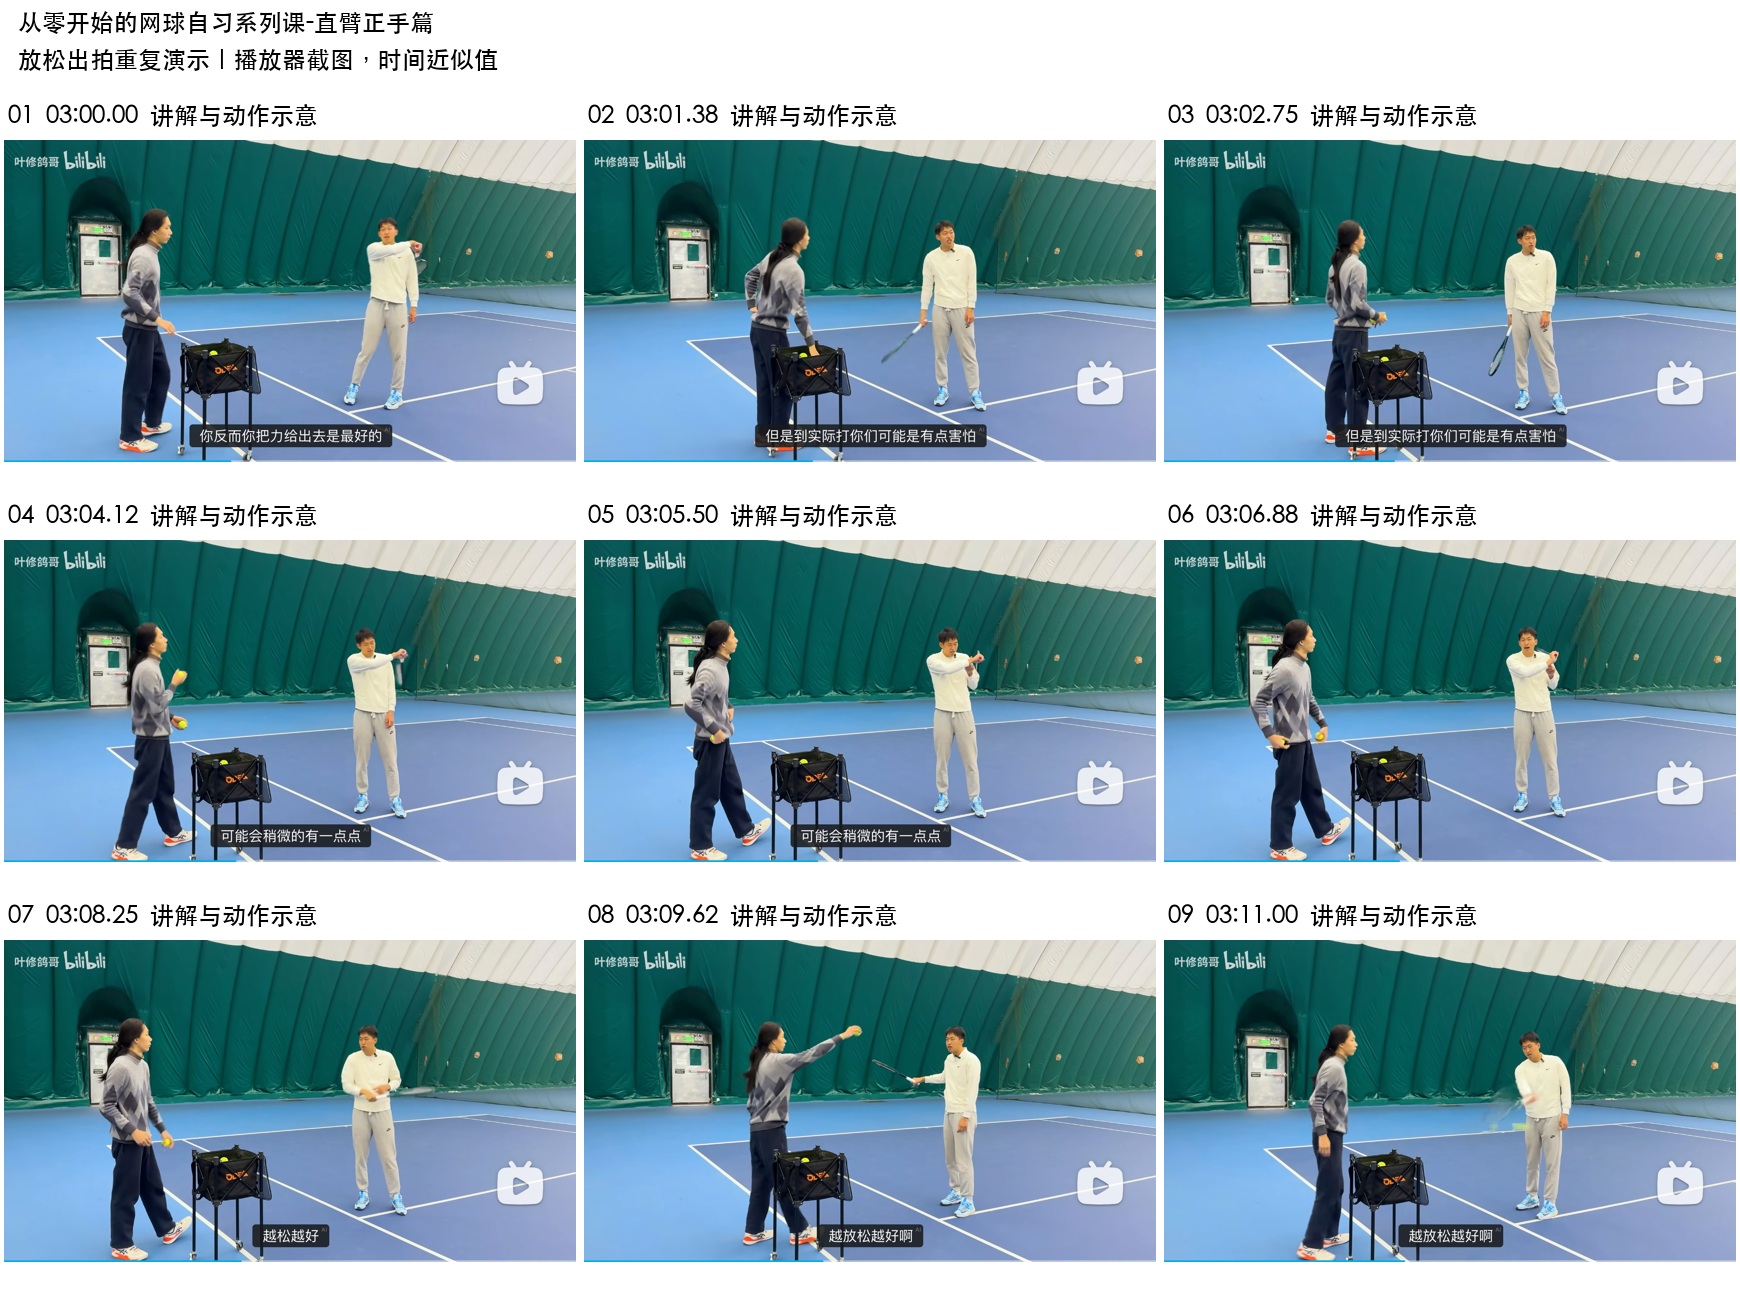 从零开始的网球自习系列课-直臂正手篇
放松出拍重复演示 | 播放器截图，时间近似值
01 03:00.00 讲解与动作示意
叶修鸽哥 bilibili
你反而你把力给出去是最好的
02 03:01.38 讲解与动作示意
叶修鸽哥 bilibili
但是到实际打你们可能是有点害怕
03 03:02.75 讲解与动作示意
叶修鸽哥 bilibili
但是到实际打你们可能是有点害怕
04 03:04.12 讲解与动作示意
叶修鸽哥 bilibili
可能会稍微的有一点点
05 03:05.50 讲解与动作示意
叶修鸽哥 bilibili
可能会稍微的有一点点
06 03:06.88 讲解与动作示意
叶修鸽哥 bilibili
07 03:08.25 讲解与动作示意
叶修鸽哥 bilibili
越松越好
08 03:09.62 讲解与动作示意
叶修鸽哥 bilibili
越放松越好啊
09 03:11.00 讲解与动作示意
叶修鸽哥 bilibili
越放松越好啊